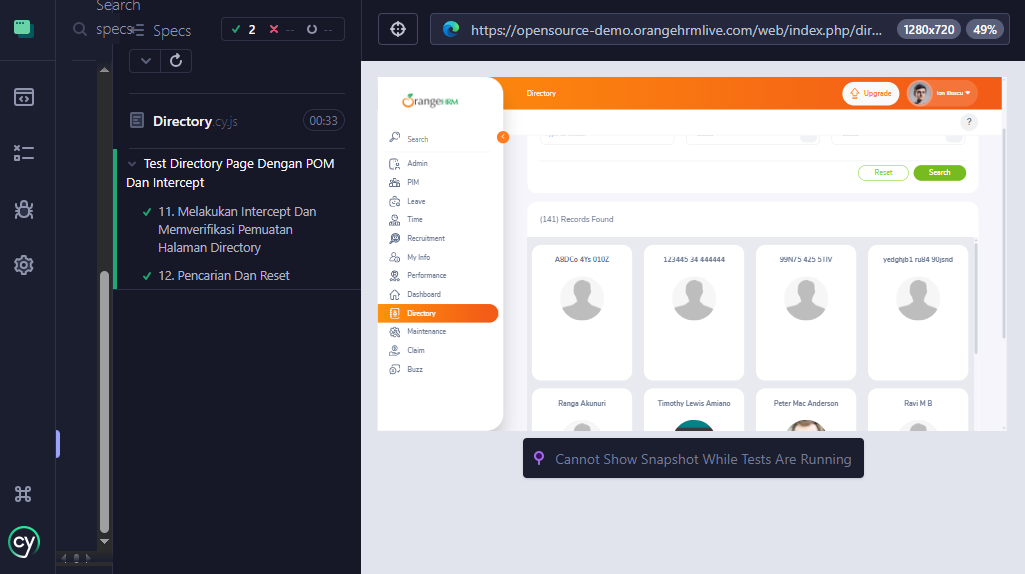 Search
specs
Specs
2
--
--
Directory.cy.js
00:33
Test Directory Page Dengan POM
Dan Intercept
11. Melakukan Intercept Dan
Memverifikasi Pemuatan
Halaman Directory
12. Pencarian Dan Reset
cy
https://opensource-demo.orangehrmlive.com/web/index.php/dir...
1280x720
49%
OrangeHRM
Search
Admin
PIM
Leave
Time
Recruitment
My Info
Performance
Dashboard
Directory
Maintenance
Claim
Buzz
Directory
Upgrade
?
Reset
Search
(141) Records Found
A8DCo 4Ys 010Z
123445 34 444444
99N75 425 5TIV
yedghjb1 ru84 90jsnd
Ranga Akunuri
Timothy Lewis Amiano
Peter Mac Anderson
Ravi M B
Cannot Show Snapshot While Tests Are Running